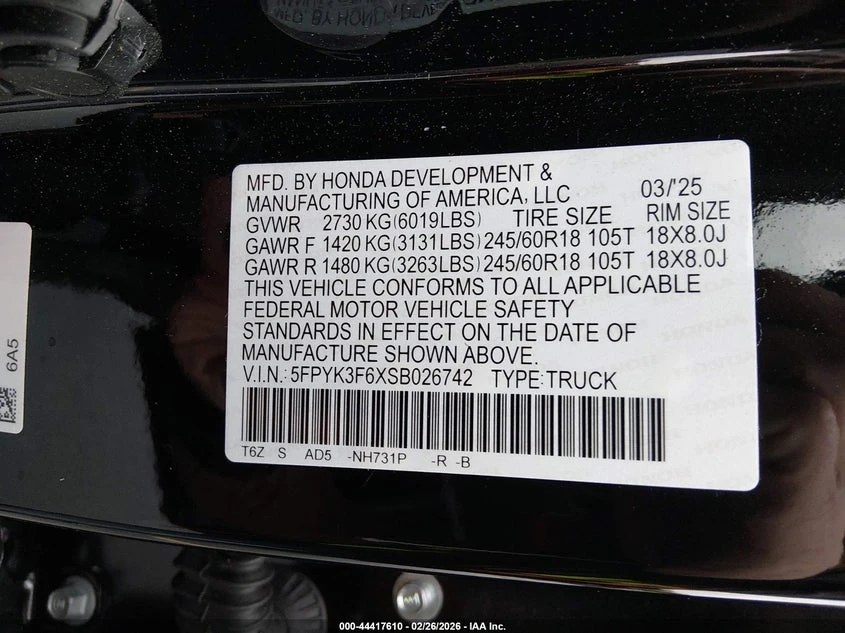 MFD. BY HONDA
MFD. BY HONDA DEVELOPMENT &
MANUFACTURING OF AMERICA, LLC 03/'25
GVWR 2730 KG(6019LBS) TIRE SIZE RIM SIZE
GAWR F 1420 KG(3131LBS) 245/60R18 105T 18X8.0J
GAWR R 1480 KG(3263LBS) 245/60R18 105T 18X8.0J
THIS VEHICLE CONFORMS TO ALL APPLICABLE
FEDERAL MOTOR VEHICLE SAFETY
STANDARDS IN EFFECT ON THE DATE OF
MANUFACTURE SHOWN ABOVE.
V.I.N.: 5FPYK3F6XSB026742 TYPE:TRUCK
T6Z S AD5 -NH731P -R -B
6A5
000-44417610 - 02/26/2026 - IAA Inc.